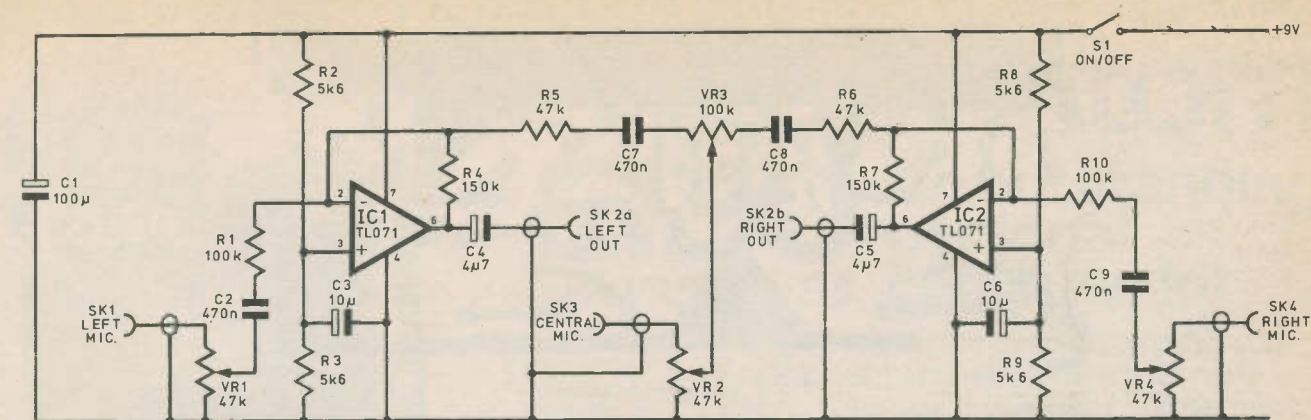 +9V
S1
ON/OFF
R2
5k6
R8
5k6
R5
47k
VR3
100k
R6
47k
C7
470n
C8
470n
C1
100µ
R4
150k
R7
150k
R10
100k
2
-
7
IC1
TL071
6
3
+
4
SK2a
LEFT
OUT
SK2b
RIGHT
OUT
7
2
-
IC2
TL071
6
3
+
4
R1
100k
C4
4µ7
C5
4µ7
C2
470n
C3
10µ
C6
10µ
C9
470n
SK1
LEFT
MIC.
SK3
CENTRAL
MIC.
SK4
RIGHT
MIC.
R3
5k6
R9
5k6
VR1
47k
VR2
47k
VR4
47k